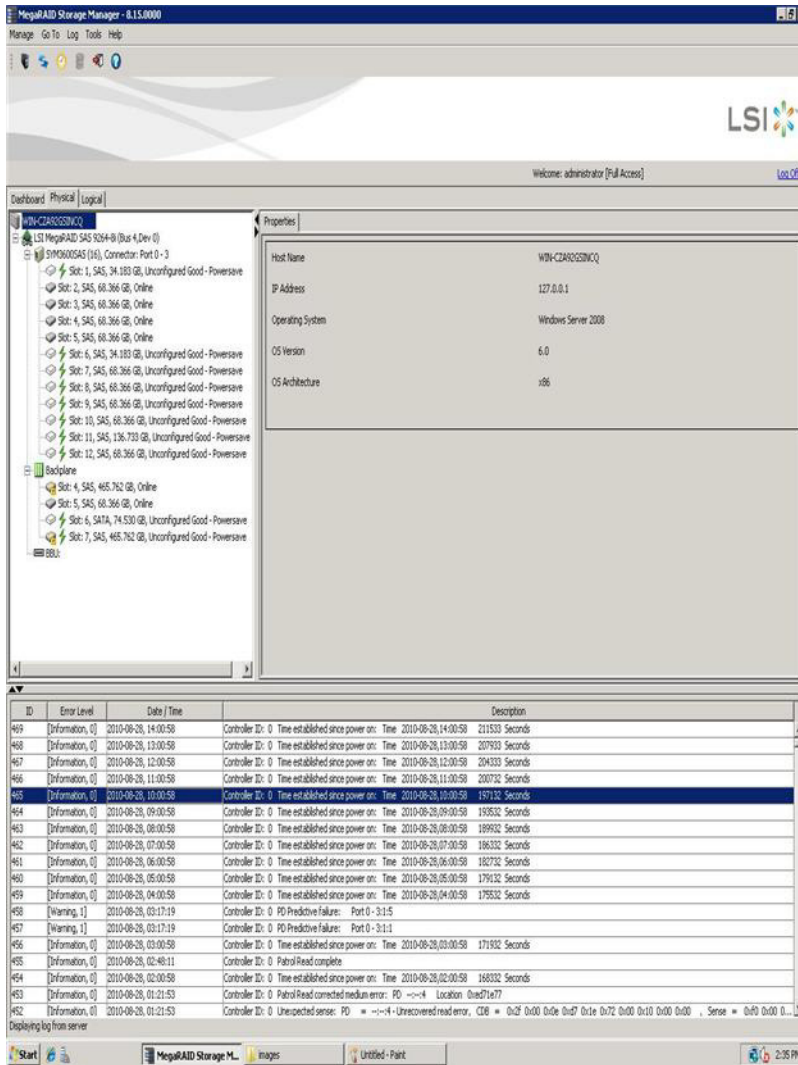 MegaRAID Storage Manager - 8.15.0000
Manage Go To Log Tools Help
LSI
Welcome: administrator [Full Access]
Log Off
Dashboard Physical Logical
WIN-CZA92GSINCQ
LSI MegaRAID SAS 9264-8i (Bus 4,Dev 0)
SYM3600SAS (16), Connector: Port 0 - 3
Slot: 1, SAS, 34.183 GB, Unconfigured Good - Powersave
Slot: 2, SAS, 68.366 GB, Online
Slot: 3, SAS, 68.366 GB, Online
Slot: 4, SAS, 68.366 GB, Online
Slot: 5, SAS, 68.366 GB, Online
Slot: 6, SAS, 34.183 GB, Unconfigured Good - Powersave
Slot: 7, SAS, 68.366 GB, Unconfigured Good - Powersave
Slot: 8, SAS, 68.366 GB, Unconfigured Good - Powersave
Slot: 9, SAS, 68.366 GB, Unconfigured Good - Powersave
Slot: 10, SAS, 68.366 GB, Unconfigured Good - Powersave
Slot: 11, SAS, 136.733 GB, Unconfigured Good - Powersave
Slot: 12, SAS, 68.366 GB, Unconfigured Good - Powersave
Backplane
Slot: 4, SAS, 465.762 GB, Online
Slot: 5, SAS, 68.366 GB, Online
Slot: 6, SATA, 74.530 GB, Unconfigured Good - Powersave
Slot: 7, SAS, 465.762 GB, Unconfigured Good - Powersave
BBU:
Properties
Host Name WIN-CZA92GSINCQ
IP Address 127.0.0.1
Operating System Windows Server 2008
OS Version 6.0
OS Architecture x86
ID Error Level Date / Time Description
469 [Information, 0] 2010-08-28, 14:00:58 Controller ID: 0 Time established since power on: Time 2010-08-28,14:00:58 211533 Seconds
468 [Information, 0] 2010-08-28, 13:00:58 Controller ID: 0 Time established since power on: Time 2010-08-28,13:00:58 207933 Seconds
467 [Information, 0] 2010-08-28, 12:00:58 Controller ID: 0 Time established since power on: Time 2010-08-28,12:00:58 204333 Seconds
466 [Information, 0] 2010-08-28, 11:00:58 Controller ID: 0 Time established since power on: Time 2010-08-28,11:00:58 200732 Seconds
465 [Information, 0] 2010-08-28, 10:00:58 Controller ID: 0 Time established since power on: Time 2010-08-28,10:00:58 197132 Seconds
464 [Information, 0] 2010-08-28, 09:00:58 Controller ID: 0 Time established since power on: Time 2010-08-28,09:00:58 193532 Seconds
463 [Information, 0] 2010-08-28, 08:00:58 Controller ID: 0 Time established since power on: Time 2010-08-28,08:00:58 189932 Seconds
462 [Information, 0] 2010-08-28, 07:00:58 Controller ID: 0 Time established since power on: Time 2010-08-28,07:00:58 186332 Seconds
461 [Information, 0] 2010-08-28, 06:00:58 Controller ID: 0 Time established since power on: Time 2010-08-28,06:00:58 182732 Seconds
460 [Information, 0] 2010-08-28, 05:00:58 Controller ID: 0 Time established since power on: Time 2010-08-28,05:00:58 179132 Seconds
459 [Information, 0] 2010-08-28, 04:00:58 Controller ID: 0 Time established since power on: Time 2010-08-28,04:00:58 175532 Seconds
458 [Warning, 1] 2010-08-28, 03:17:19 Controller ID: 0 PD Predictive failure: Port 0 - 3:1:5
457 [Warning, 1] 2010-08-28, 03:17:19 Controller ID: 0 PD Predictive failure: Port 0 - 3:1:1
456 [Information, 0] 2010-08-28, 03:00:58 Controller ID: 0 Time established since power on: Time 2010-08-28,03:00:58 171932 Seconds
455 [Information, 0] 2010-08-28, 02:48:11 Controller ID: 0 Patrol Read complete
454 [Information, 0] 2010-08-28, 02:00:58 Controller ID: 0 Time established since power on: Time 2010-08-28,02:00:58 168332 Seconds
453 [Information, 0] 2010-08-28, 01:21:53 Controller ID: 0 Patrol Read corrected medium error: PD --:--:4 Location 0xed71e77
452 [Information, 0] 2010-08-28, 01:21:53 Controller ID: 0 Unexpected sense: PD = --:--:4 - Unrecovered read error, CDB = 0x2f 0x00 0x0e 0xd7 0x1e 0x72 0x00 0x10 0x00 0x00 , Sense = 0xf0 0x00 0...
Displaying log from server
Start MegaRAID Storage M... images Untitled - Paint 2:35 PM